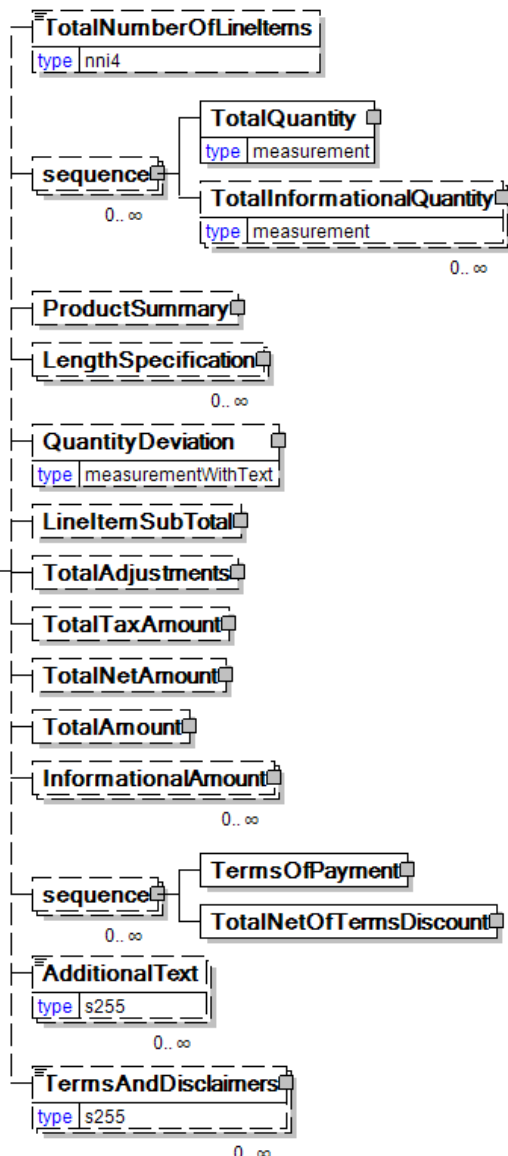 TotalNumberOfLineItems
type nni4
TotalQuantity
type measurement
sequence
0.. ∞
TotalInformationalQuantity
type measurement
0.. ∞
ProductSummary
LengthSpecification
0.. ∞
QuantityDeviation
type measurementWithText
LineItemSubTotal
TotalAdjustments
TotalTaxAmount
TotalNetAmount
TotalAmount
InformationalAmount
0.. ∞
TermsOfPayment
sequence
0.. ∞
TotalNetOfTermsDiscount
AdditionalText
type s255
0.. ∞
TermsAndDisclaimers
type s255
0.. ∞